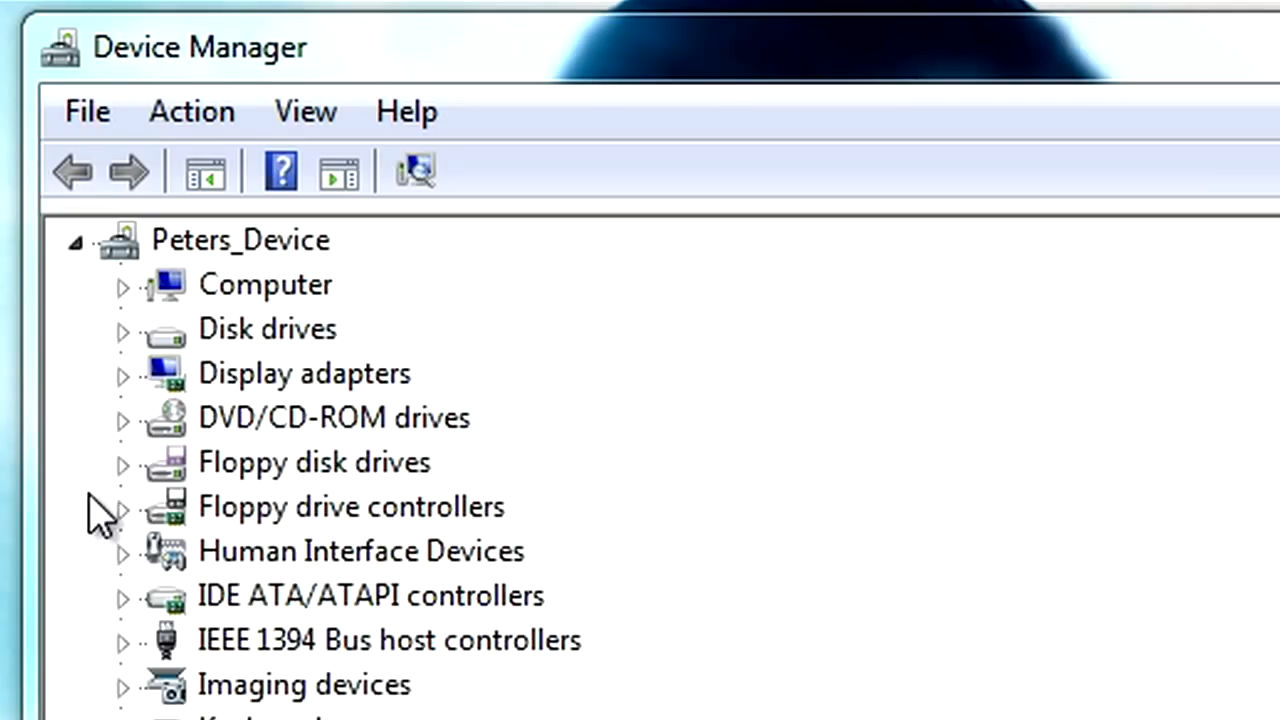 Device Manager
File Action View Help
Peters_Device
Computer
Disk drives
Display adapters
DVD/CD-ROM drives
Floppy disk drives
Floppy drive controllers
Human Interface Devices
IDE ATA/ATAPI controllers
IEEE 1394 Bus host controllers
Imaging devices